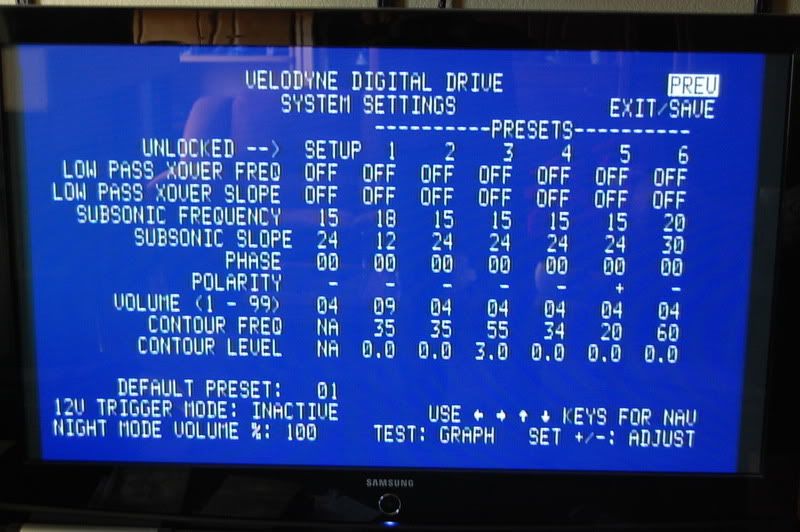 VELODYNE DIGITAL DRIVE PREV
SYSTEM SETTINGS EXIT/SAVE
----------PRESETS----------
UNLOCKED --> SETUP 1 2 3 4 5 6
LOW PASS XOVER FREQ OFF OFF OFF OFF OFF OFF OFF
LOW PASS XOVER SLOPE OFF OFF OFF OFF OFF OFF OFF
SUBSONIC FREQUENCY 15 18 15 15 15 15 20
SUBSONIC SLOPE 24 12 24 24 24 24 30
PHASE 00 00 00 00 00 00 00
POLARITY - - - - - + -
VOLUME (1 - 99) 04 09 04 04 04 04 04
CONTOUR FREQ NA 35 35 55 34 20 60
CONTOUR LEVEL NA 0.0 0.0 3.0 0.0 0.0 0.0
DEFAULT PRESET: 01
12V TRIGGER MODE: INACTIVE USE ← → ↑ ↓ KEYS FOR NAV
NIGHT MODE VOLUME %: 100 TEST: GRAPH SET +/-: ADJUST
SAMSUNG